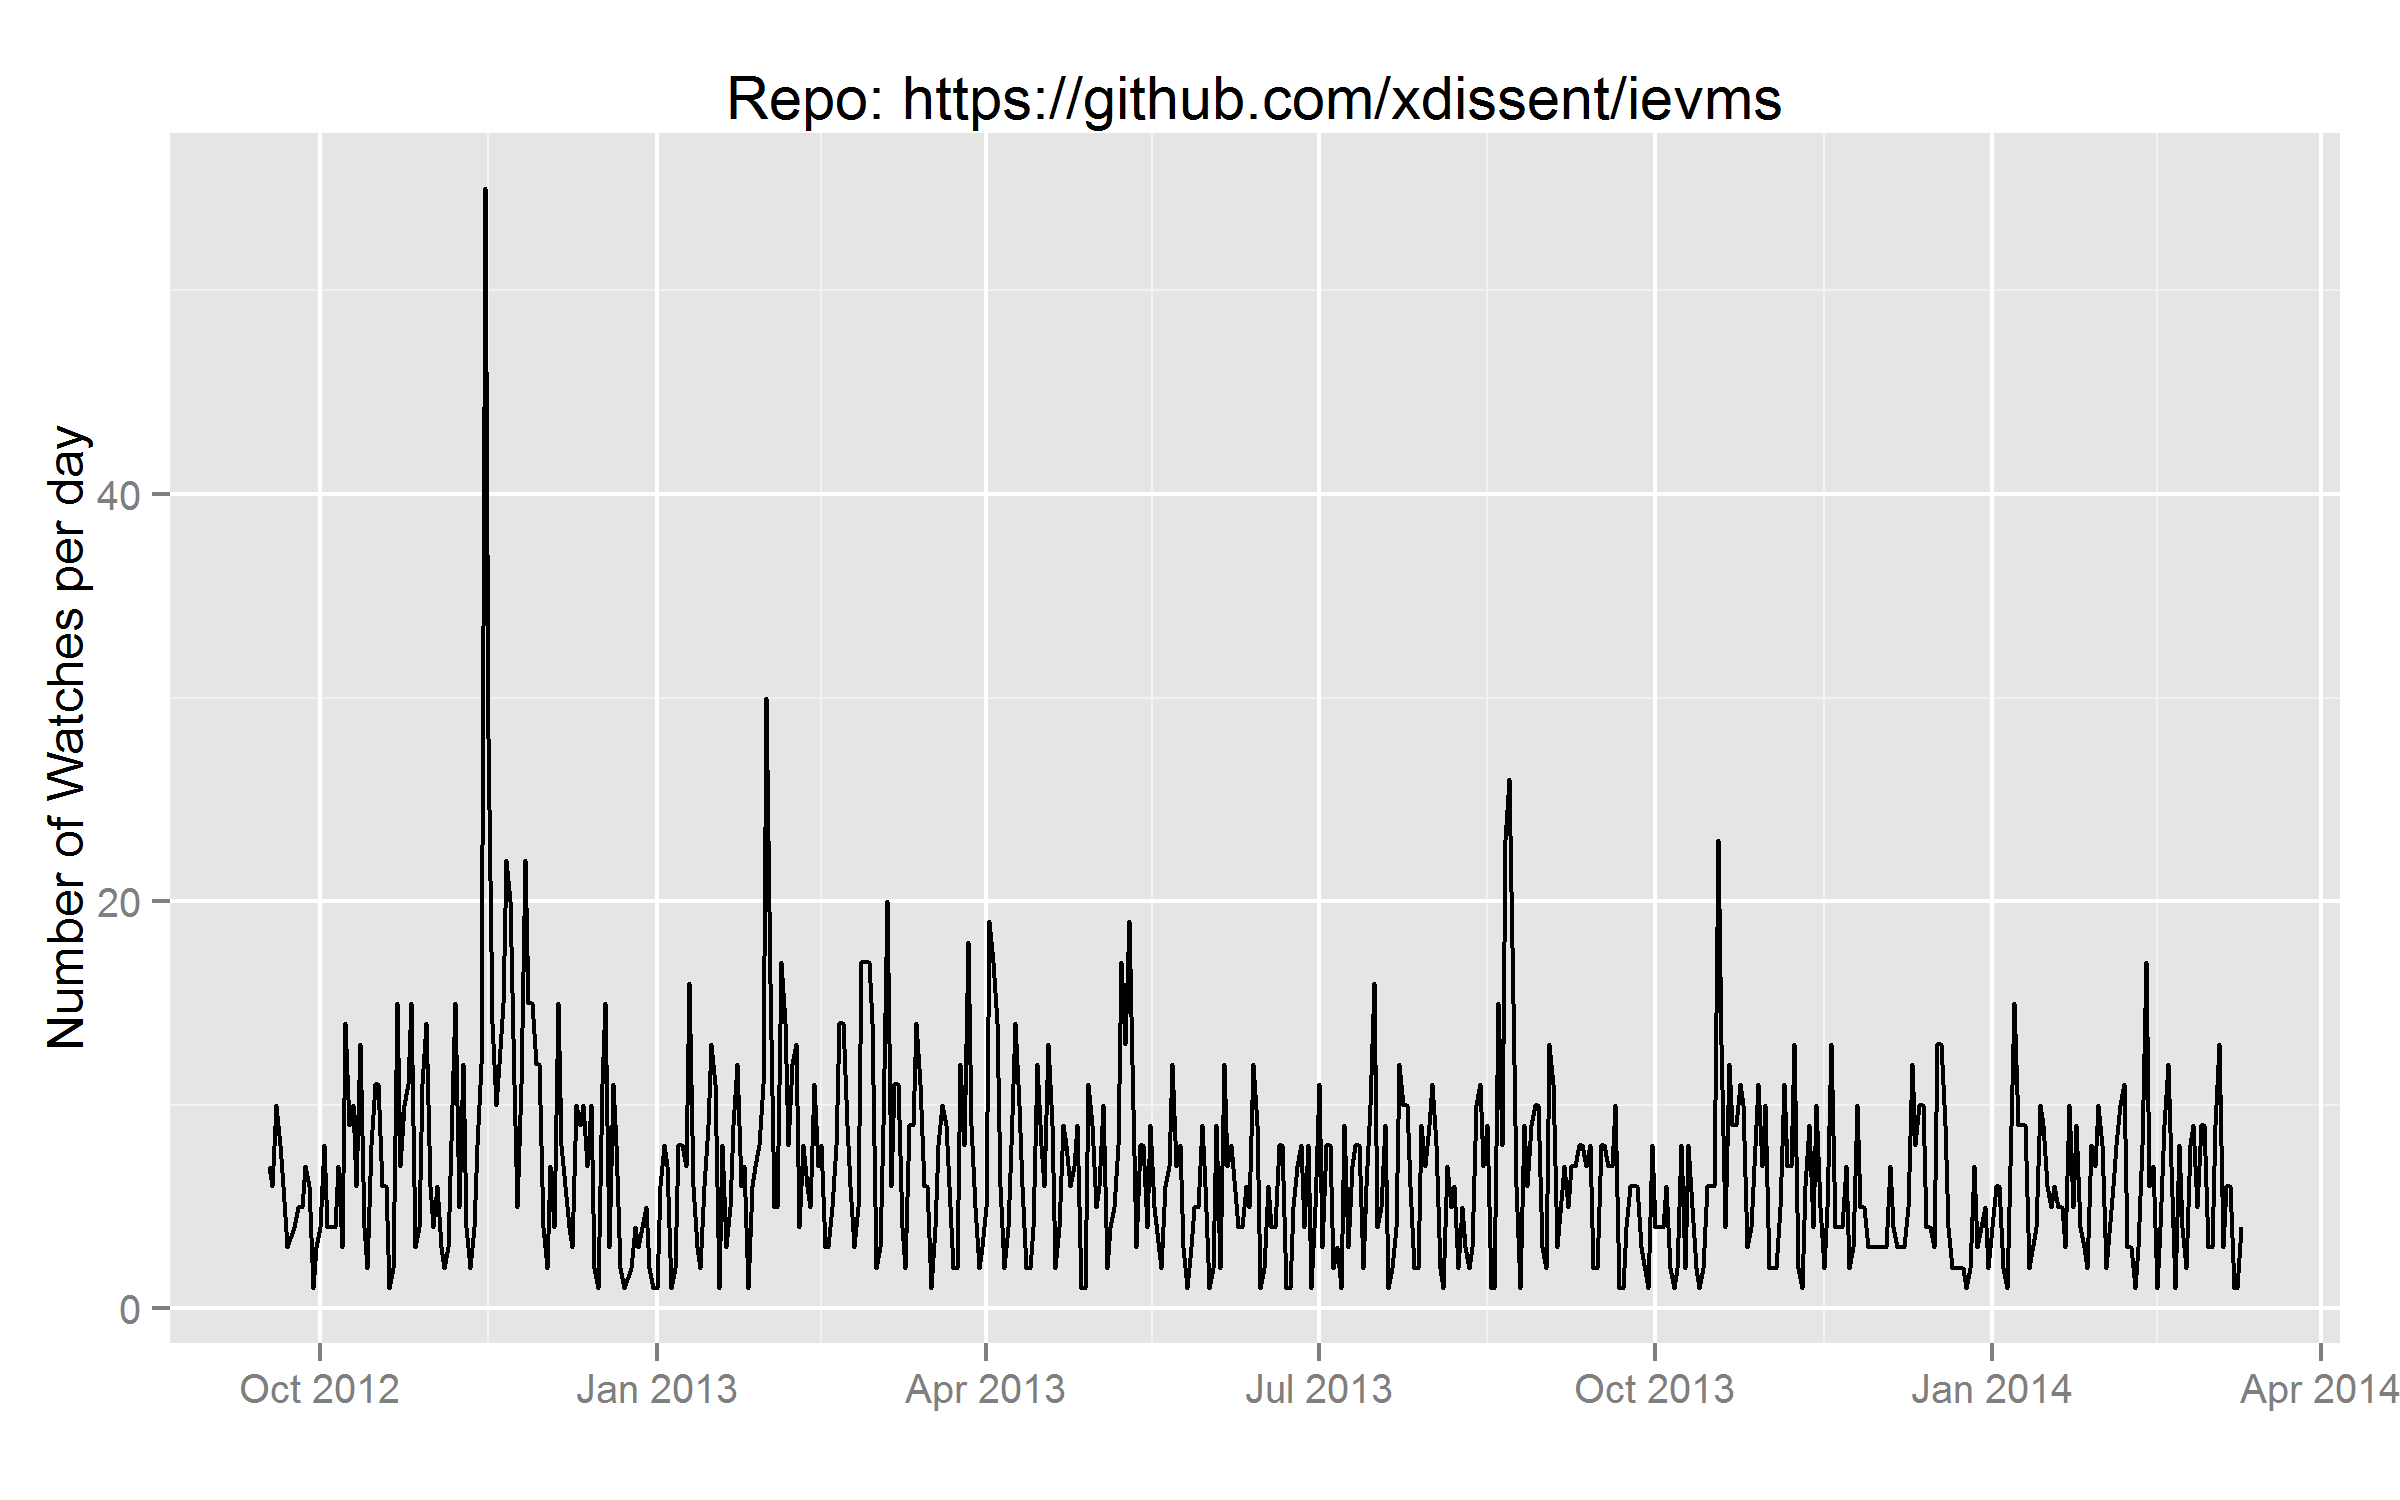 Repo: https://github.com/xdissent/ievms
Number of Watches per day
40
20
0
Oct 2012
Jan 2013
Apr 2013
Jul 2013
Oct 2013
Jan 2014
Apr 2014